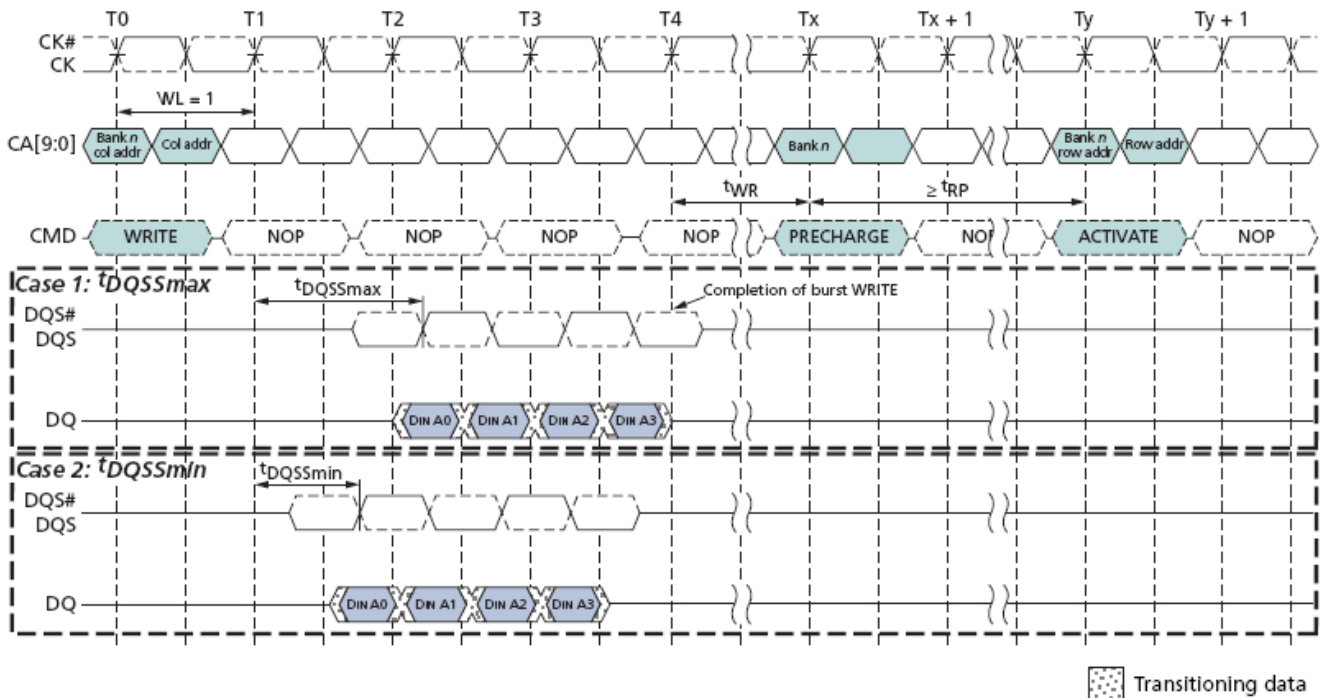 T0 T1 T2 T3 T4 Tx Tx + 1 Ty Ty + 1
CK#
CK
WL = 1
CA[9:0] Bank n col addr Col addr Bank n Bank n row addr Row addr
tWR ≥ tRP
CMD WRITE NOP NOP NOP NOP PRECHARGE NOP ACTIVATE NOP
Case 1: tDQSSmax
tDQSSmax Completion of burst WRITE
DQS#
DQS
DQ DIN A0 DIN A1 DIN A2 DIN A3
Case 2: tDQSSmin
tDQSSmin
DQS#
DQS
DQ DIN A0 DIN A1 DIN A2 DIN A3
Transitioning data